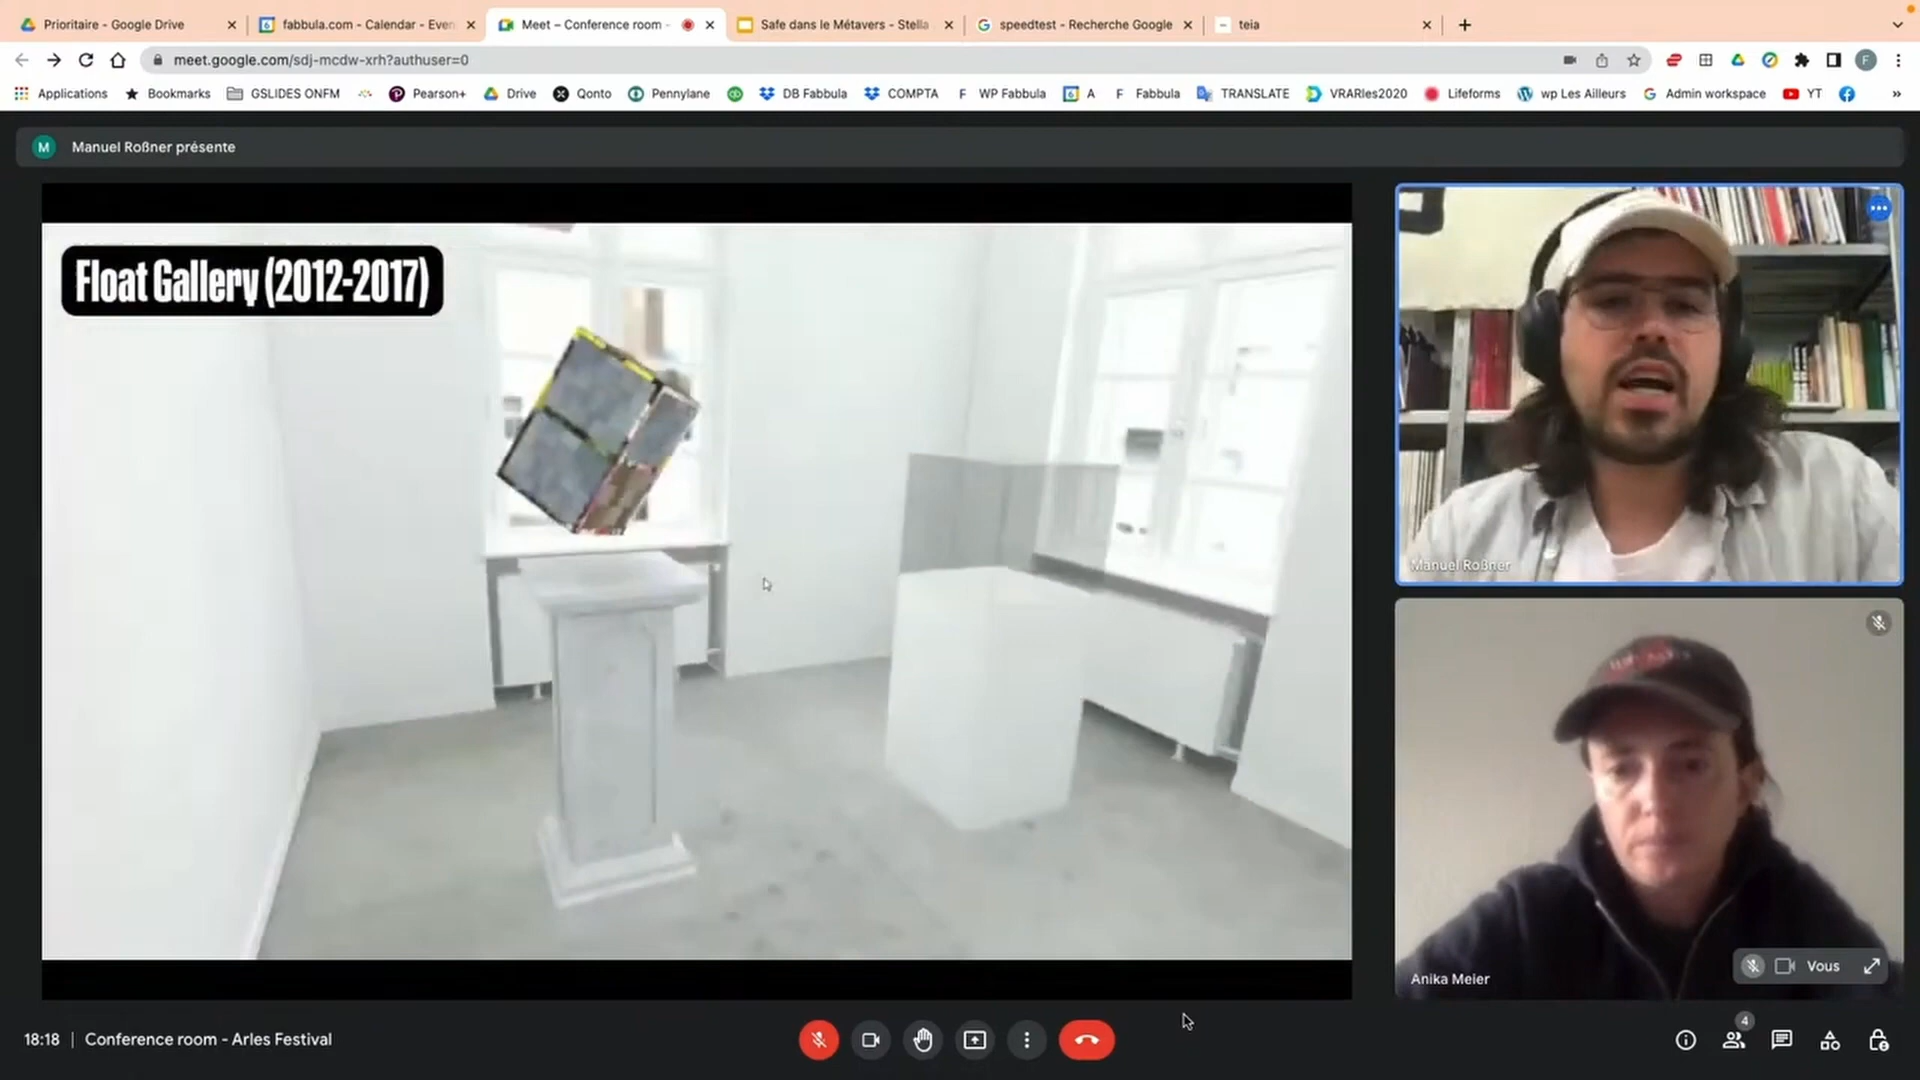 Prioritaire - Google Drive
fabbula.com - Calendar - Even
Meet – Conference room -
Safe dans le Métavers - Stella
speedtest - Recherche Google
teia
meet.google.com/sdj-mcdw-xrh?authuser=0
F
Applications
Bookmarks
GSLIDES ONFM
Pearson+
Drive
Qonto
Pennylane
DB Fabbula
COMPTA
F WP Fabbula
A
F Fabbula
TRANSLATE
VRARles2020
Lifeforms
wp Les Ailleurs
Admin workspace
YT
»
M Manuel Roßner présente
Float Gallery (2012-2017)
Manuel Roßner
Anika Meier
Vous
18:18 | Conference room - Arles Festival
4